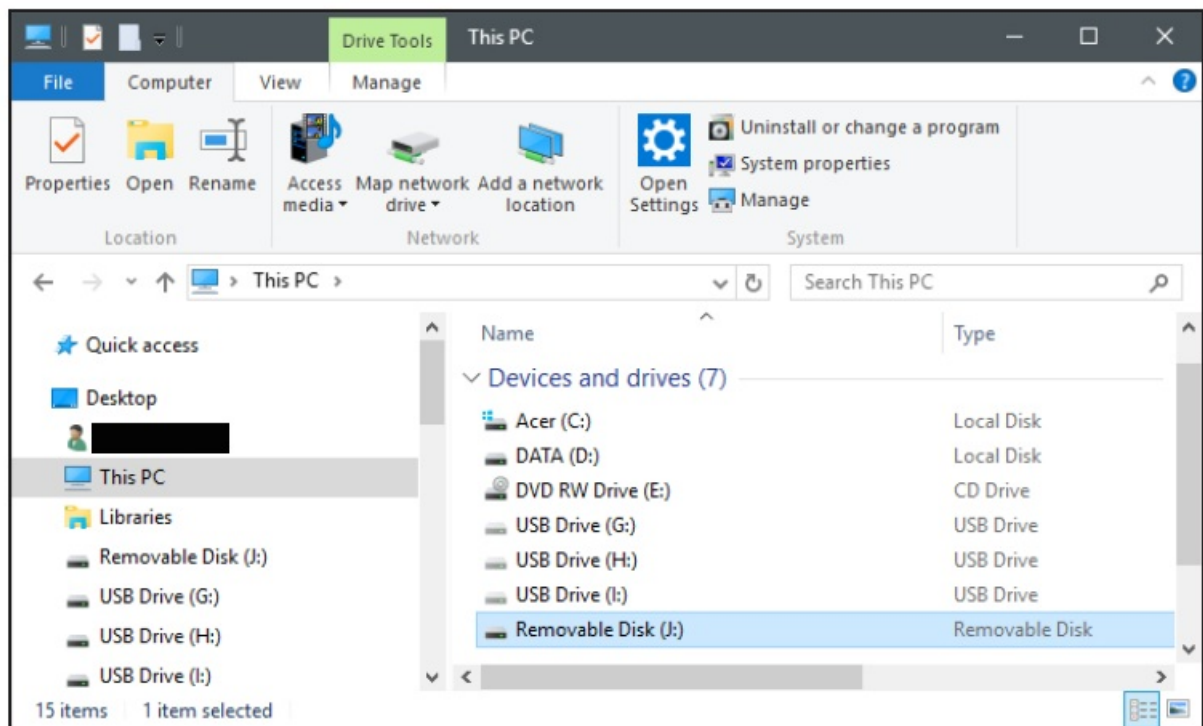 Drive Tools This PC
File Computer View Manage
Properties Open Rename Access media Map network drive Add a network location Open Settings Uninstall or change a program
System properties
Manage
Location Network System
This PC Search This PC
Quick access
Desktop
This PC
Libraries
Removable Disk (J:)
USB Drive (G:)
USB Drive (H:)
USB Drive (I:)
Name Type
Devices and drives (7)
Acer (C:) Local Disk
DATA (D:) Local Disk
DVD RW Drive (E:) CD Drive
USB Drive (G:) USB Drive
USB Drive (H:) USB Drive
USB Drive (I:) USB Drive
Removable Disk (J:) Removable Disk
15 items 1 item selected